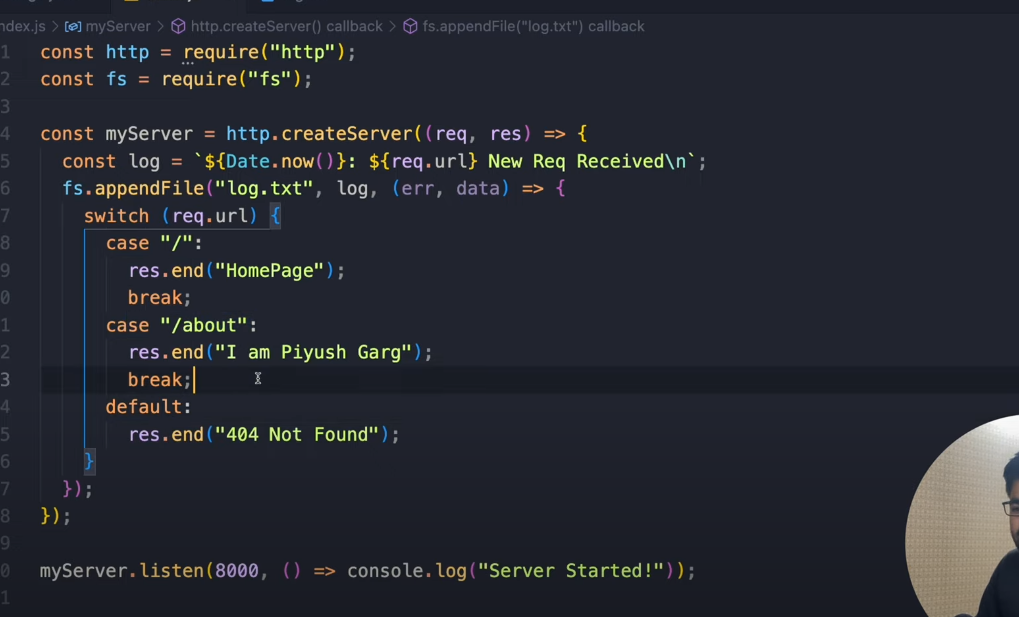 ndex.js > myServer > http.createServer() callback > fs.appendFile("log.txt") callback
1 const http = require("http");
2 const fs = require("fs");
3
4 const myServer = http.createServer((req, res) => {
5 const log = `${Date.now()}: ${req.url} New Req Received\n`;
6 fs.appendFile("log.txt", log, (err, data) => {
7 switch (req.url) {
8 case "/":
9 res.end("HomePage");
0 break;
1 case "/about":
2 res.end("I am Piyush Garg");
3 break;
4 default:
5 res.end("404 Not Found");
6 }
7 });
8 });
9
0 myServer.listen(8000, () => console.log("Server Started!"));
1